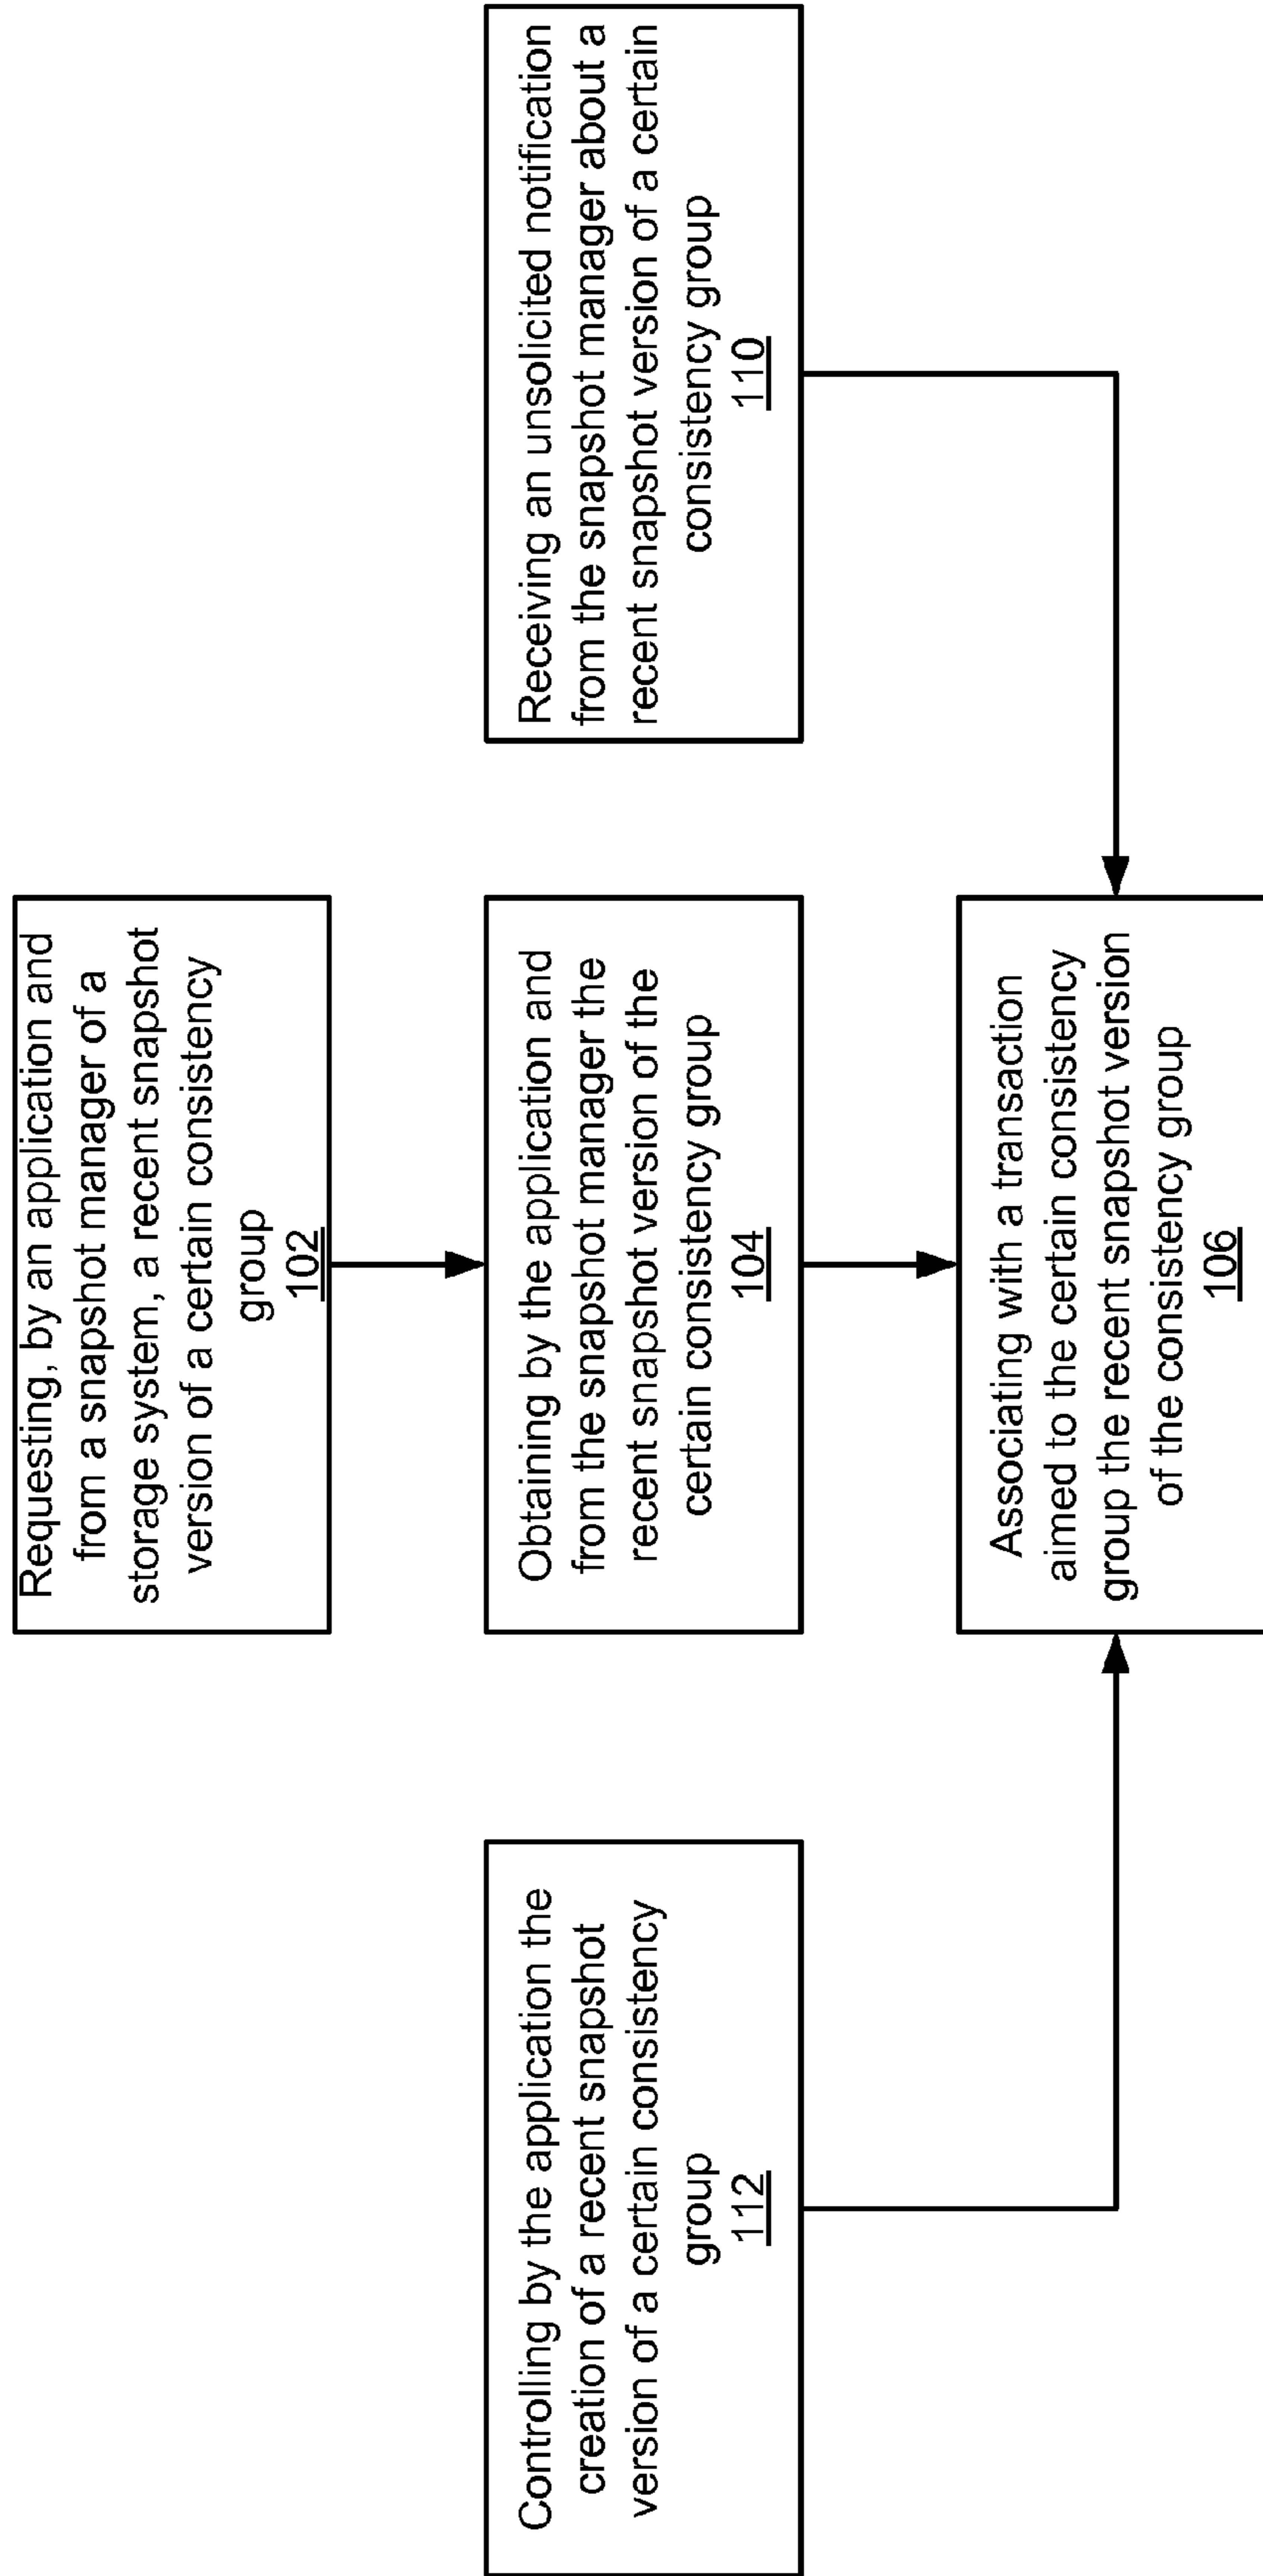 Requesting, by an application and
from a snapshot manager of a
storage system, a recent snapshot
version of a certain consistency
group
102
Controlling by the application the
creation of a recent snapshot
version of a certain consistency
group
112
Obtaining by the application and
from the snapshot manager the
recent snapshot version of the
certain consistency group
104
Receiving an unsolicited notification
from the snapshot manager about a
recent snapshot version of a certain
consistency group
110
Associating with a transaction
aimed to the certain consistency
group the recent snapshot version
of the consistency group
106